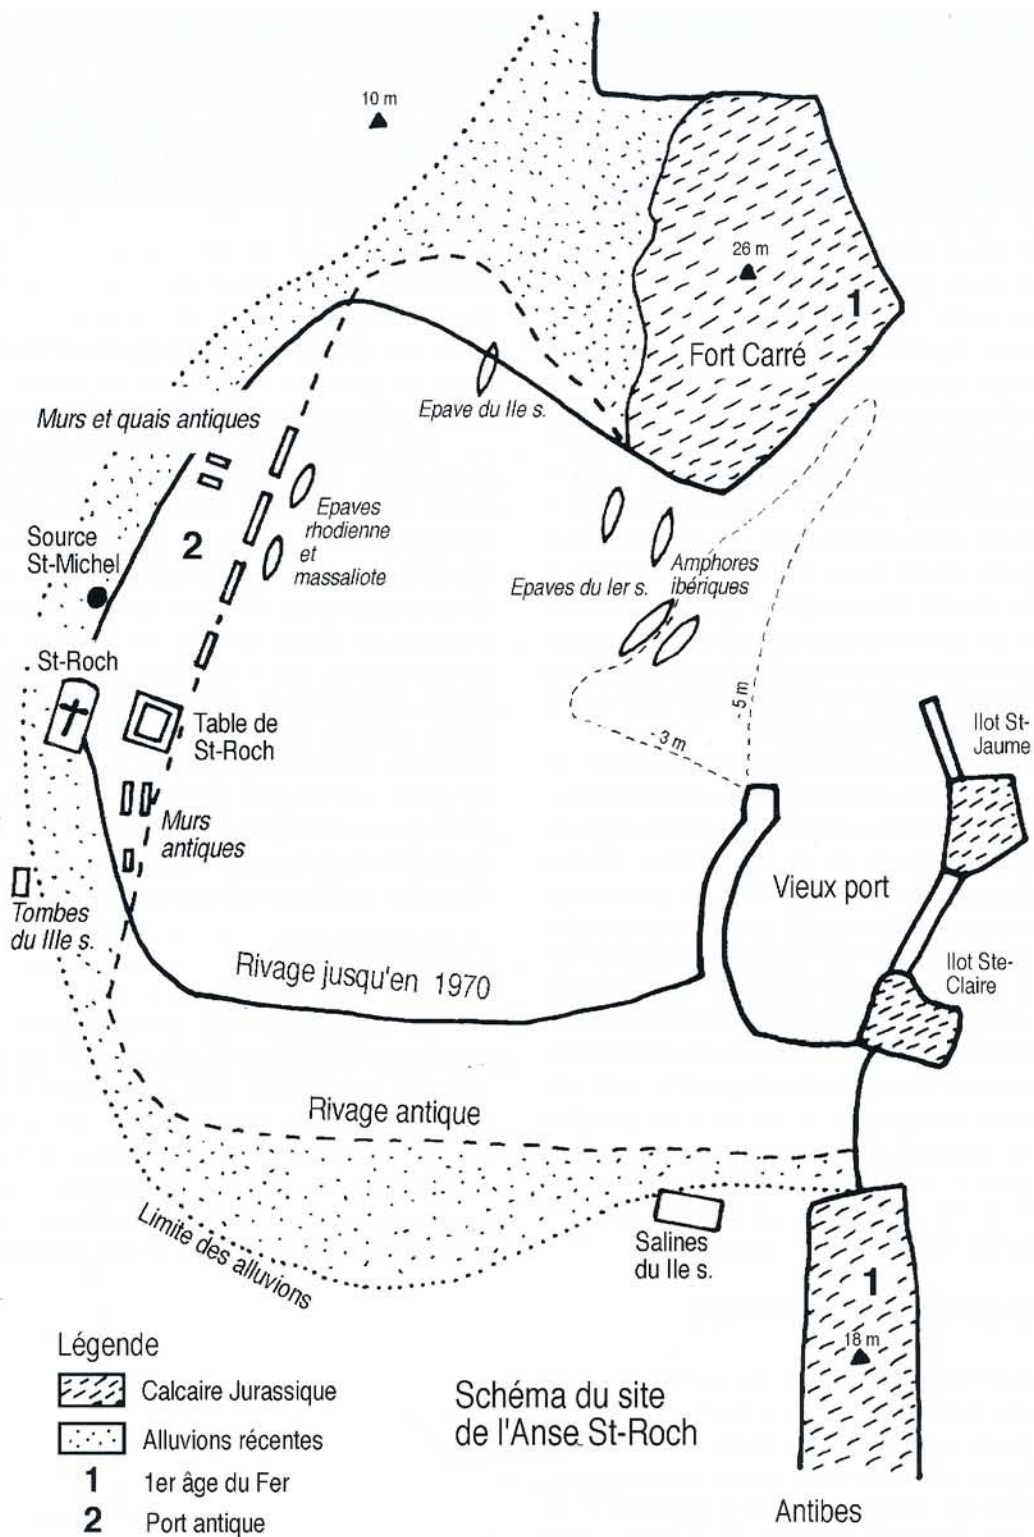 10 m
26 m
1
Fort Carré
Murs et quais antiques
Epave du IIe s.
Epaves
rhodienne
et
massaliote
Source
St-Michel
2
Amphores
ibériques
Epaves du Ier s.
St-Roch
Table de
St-Roch
- 5 m
- 3 m
Ilot St-
Jaume
Murs
antiques
Vieux port
Tombes
du IIIe s.
Rivage jusqu'en 1970
Ilot Ste-
Claire
Rivage antique
Limite des alluvions
Salines
du IIe s.
1
18 m
Légende
Calcaire Jurassique
Alluvions récentes
1 1er âge du Fer
2 Port antique
Schéma du site
de l'Anse St-Roch
Antibes